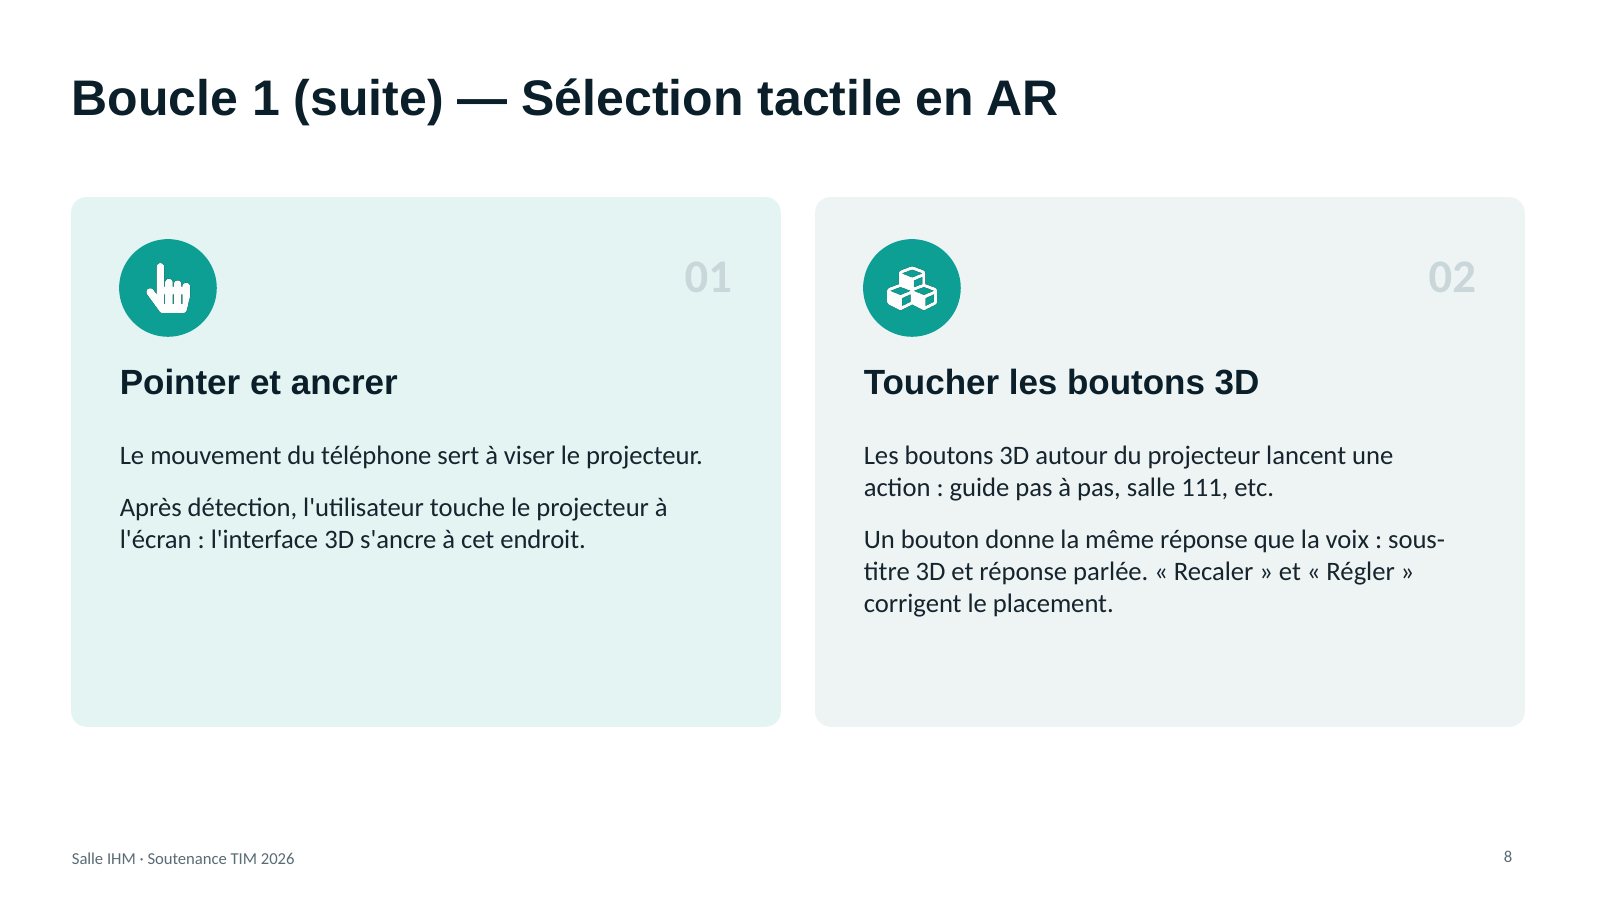 Boucle 1 (suite) — Sélection tactile en AR
01
Pointer et ancrer
Le mouvement du téléphone sert à viser le projecteur.
Après détection, l'utilisateur touche le projecteur à
l'écran : l'interface 3D s'ancre à cet endroit.
02
Toucher les boutons 3D
Les boutons 3D autour du projecteur lancent une
action : guide pas à pas, salle 111, etc.
Un bouton donne la même réponse que la voix : sous-
titre 3D et réponse parlée. « Recaler » et « Régler »
corrigent le placement.
Salle IHM · Soutenance TIM 2026
8